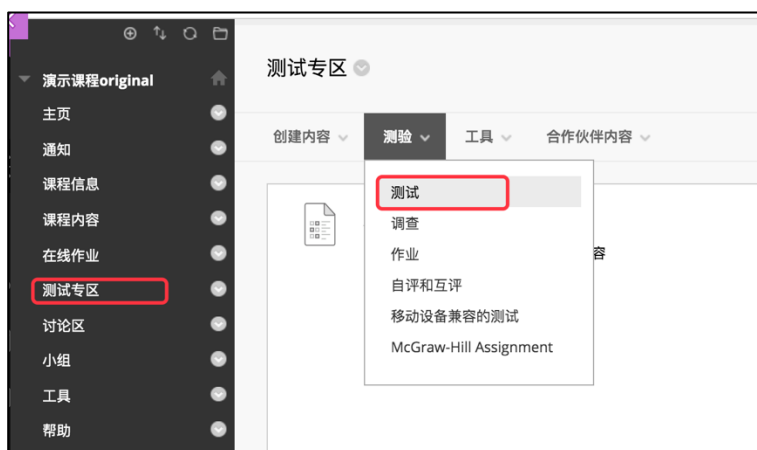 演示课程original
主页
通知
课程信息
课程内容
在线作业
测试专区
讨论区
小组
工具
帮助
测试专区
创建内容 测验 工具 合作伙伴内容
测试
调查
作业
自评和互评
移动设备兼容的测试
McGraw-Hill Assignment
容